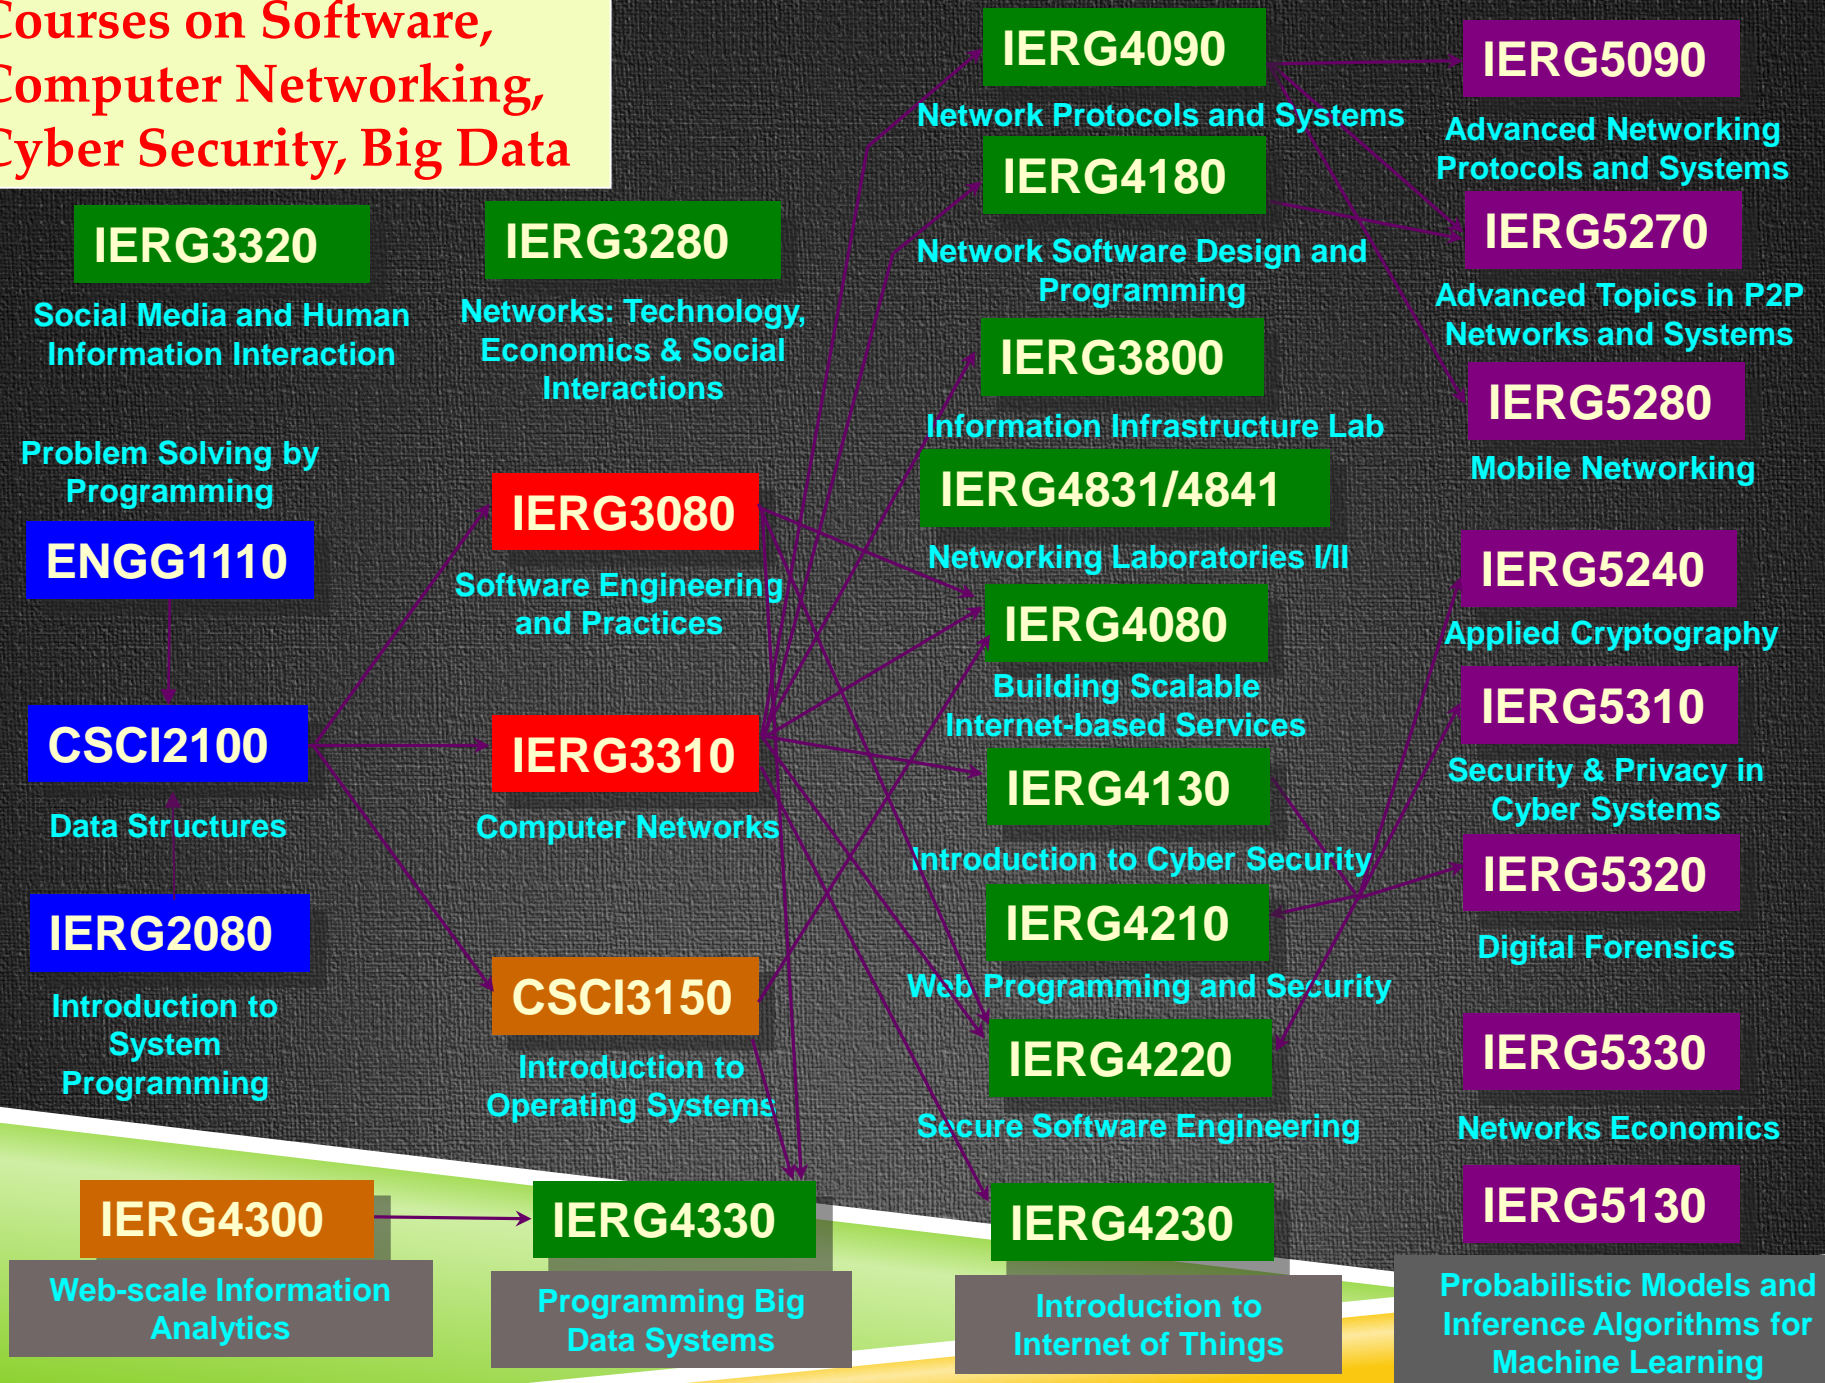 Courses on Software,
Computer Networking,
Cyber Security, Big Data
IERG3320
Social Media and Human
Information Interaction
Problem Solving by
Programming
ENGG1110
CSCI2100
Data Structures
IERG2080
Introduction to
System
Programming
IERG4300
Web-scale Information
Analytics
IERG3280
Networks: Technology,
Economics & Social
Interactions
IERG3080
Software Engineering
and Practices
IERG3310
Computer Networks
CSCI3150
Introduction to
Operating Systems
IERG4330
Programming Big
Data Systems
IERG4090
Network Protocols and Systems
IERG4180
Network Software Design and
Programming
IERG3800
Information Infrastructure Lab
IERG4831/4841
Networking Laboratories I/II
IERG4080
Building Scalable
Internet-based Services
IERG4130
Introduction to Cyber Security
IERG4210
Web Programming and Security
IERG4220
Secure Software Engineering
IERG4230
Introduction to
Internet of Things
IERG5090
Advanced Networking
Protocols and Systems
IERG5270
Advanced Topics in P2P
Networks and Systems
IERG5280
Mobile Networking
IERG5240
Applied Cryptography
IERG5310
Security & Privacy in
Cyber Systems
IERG5320
Digital Forensics
IERG5330
Networks Economics
IERG5130
Probabilistic Models and
Inference Algorithms for
Machine Learning